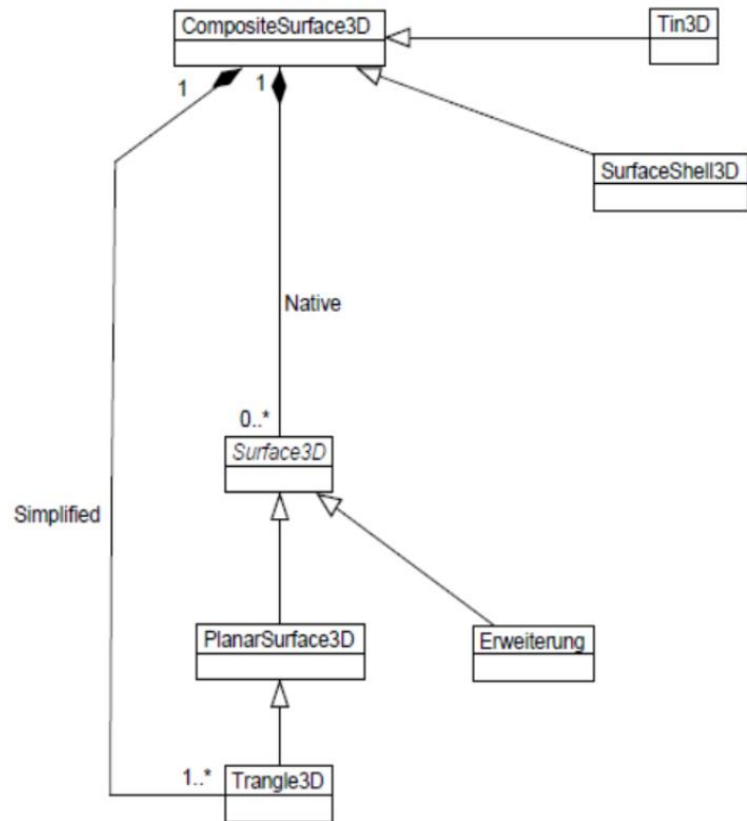 CompositeSurface3D
Tin3D
1
1
SurfaceShell3D
Native
0..*
Surface3D
Simplified
PlanarSurface3D
Erweiterung
1..*
Trangle3D